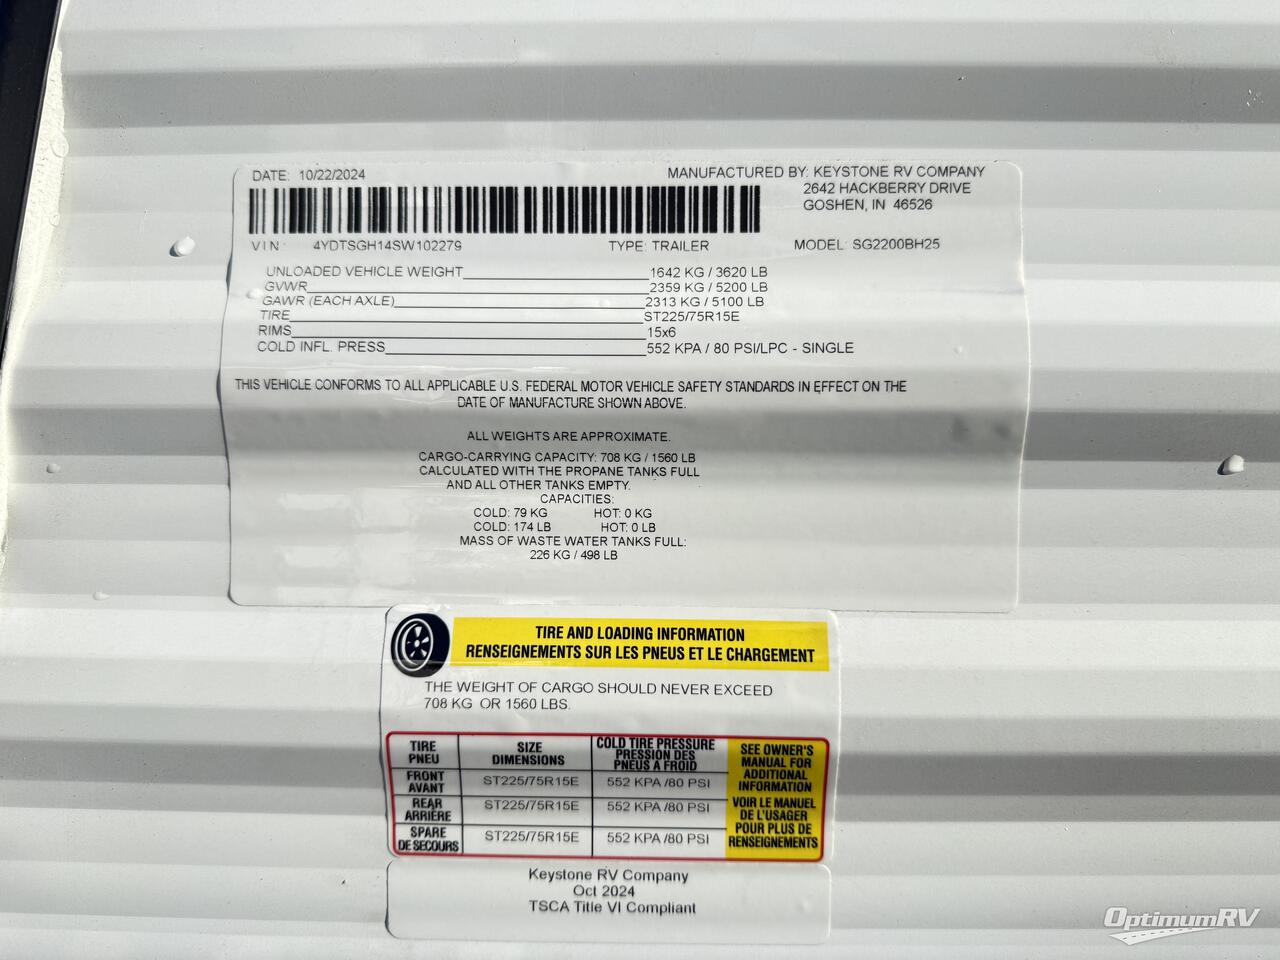 DATE: 10/22/2024
MANUFACTURED BY: KEYSTONE RV COMPANY
2642 HACKBERRY DRIVE
GOSHEN, IN 46526
VIN: 4YDTSGH14SW102279 TYPE: TRAILER MODEL: SG2200BH25
UNLOADED VEHICLE WEIGHT 1642 KG / 3620 LB
GVWR 2359 KG / 5200 LB
GAWR (EACH AXLE) 2313 KG / 5100 LB
TIRE ST225/75R15E
RIMS 15x6
COLD INFL. PRESS 552 KPA / 80 PSI/LPC - SINGLE
THIS VEHICLE CONFORMS TO ALL APPLICABLE U.S. FEDERAL MOTOR VEHICLE SAFETY STANDARDS IN EFFECT ON THE
DATE OF MANUFACTURE SHOWN ABOVE.
ALL WEIGHTS ARE APPROXIMATE.
CARGO-CARRYING CAPACITY: 708 KG / 1560 LB
CALCULATED WITH THE PROPANE TANKS FULL
AND ALL OTHER TANKS EMPTY.
CAPACITIES:
COLD: 79 KG HOT: 0 KG
COLD: 174 LB HOT: 0 LB
MASS OF WASTE WATER TANKS FULL:
226 KG / 498 LB
TIRE AND LOADING INFORMATION
RENSEIGNEMENTS SUR LES PNEUS ET LE CHARGEMENT
THE WEIGHT OF CARGO SHOULD NEVER EXCEED
708 KG OR 1560 LBS.
TIRE
PNEU
SIZE
DIMENSIONS
COLD TIRE PRESSURE
PRESSION DES
PNEUS A FROID
FRONT
AVANT
ST225/75R15E
552 KPA /80 PSI
REAR
ARRIÈRE
ST225/75R15E
552 KPA /80 PSI
SPARE
DE SECOURS
ST225/75R15E
552 KPA /80 PSI
SEE OWNER'S
MANUAL FOR
ADDITIONAL
INFORMATION
VOIR LE MANUEL
DE L'USAGER
POUR PLUS DE
RENSEIGNEMENTS
Keystone RV Company
Oct 2024
TSCA Title VI Compliant
OptimumRV